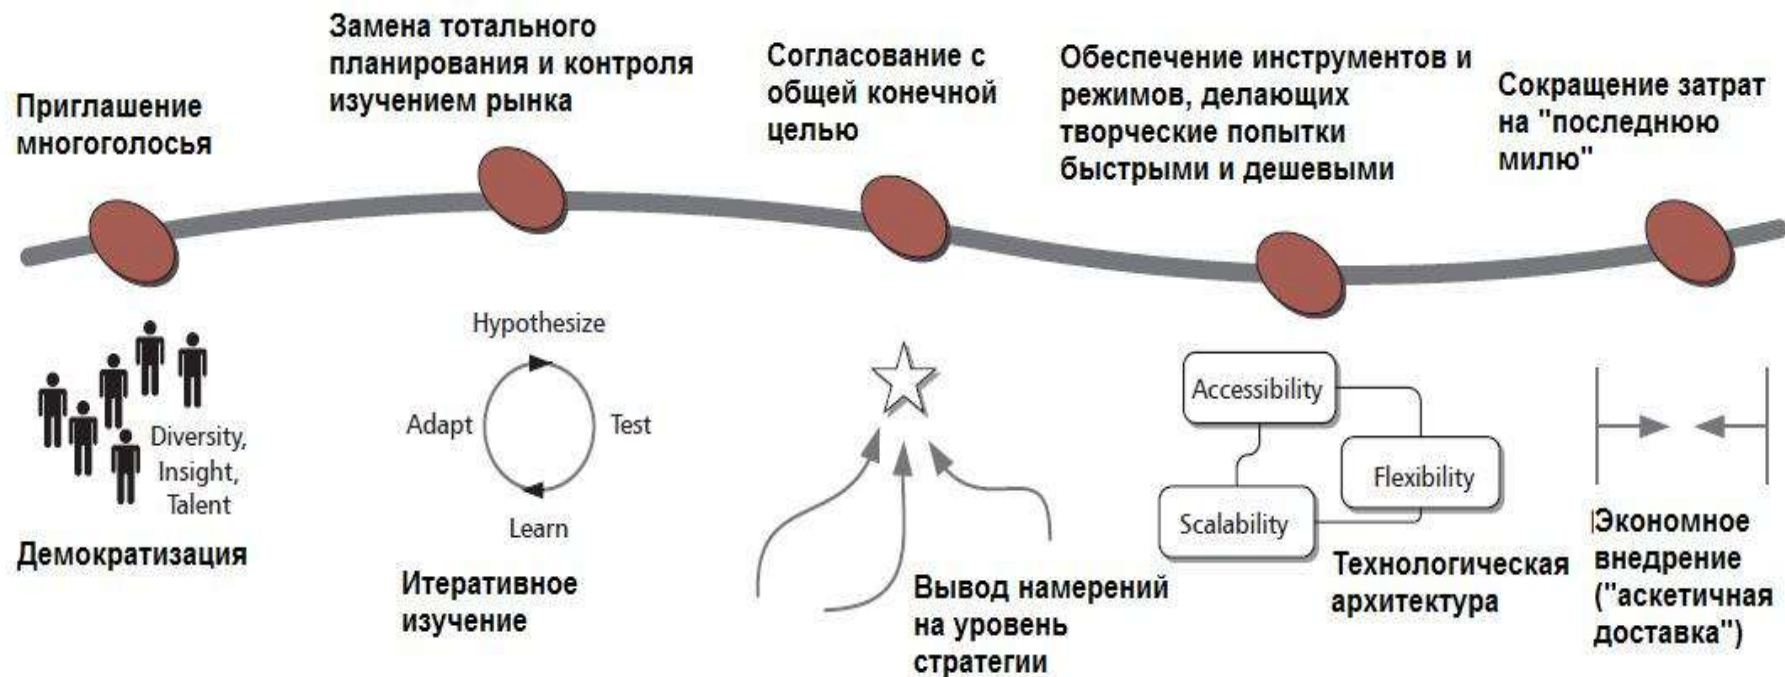 Приглашение
многоголосья
Замена тотального
планирования и контроля
изучением рынка
Согласование с
общей конечной
целью
Обеспечение инструментов и
режимов, делающих
творческие попытки
быстрыми и дешевыми
Сокращение затрат
на "последнюю
милю"
Diversity,
Insight,
Talent
Демократизация
Hypothesize
Adapt
Test
Learn
Итеративное
изучение
Вывод намерений
на уровень
стратегии
Accessibility
Flexibility
Scalability
Технологическая
архитектура
Экономное
внедрение
("аскетичная
доставка")